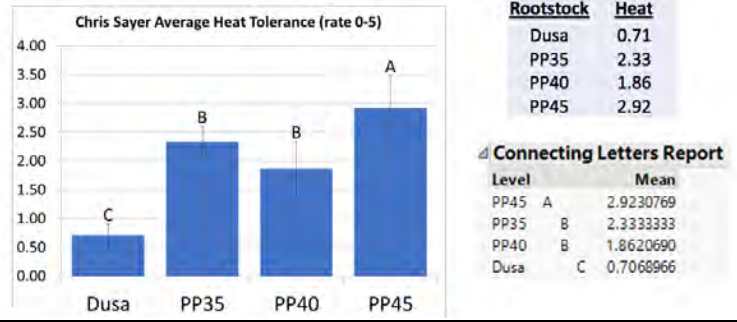 Chris Sayer Average Heat Tolerance (rate 0-5)
4.00
3.50
3.00
2.50
2.00
1.50
1.00
0.50
0.00
C
B
B
A
Dusa PP35 PP40 PP45
Rootstock Heat
Dusa 0.71
PP35 2.33
PP40 1.86
PP45 2.92
Connecting Letters Report
Level Mean
PP45 A 2.9230769
PP35 B 2.3333333
PP40 B 1.8620690
Dusa C 0.7068966